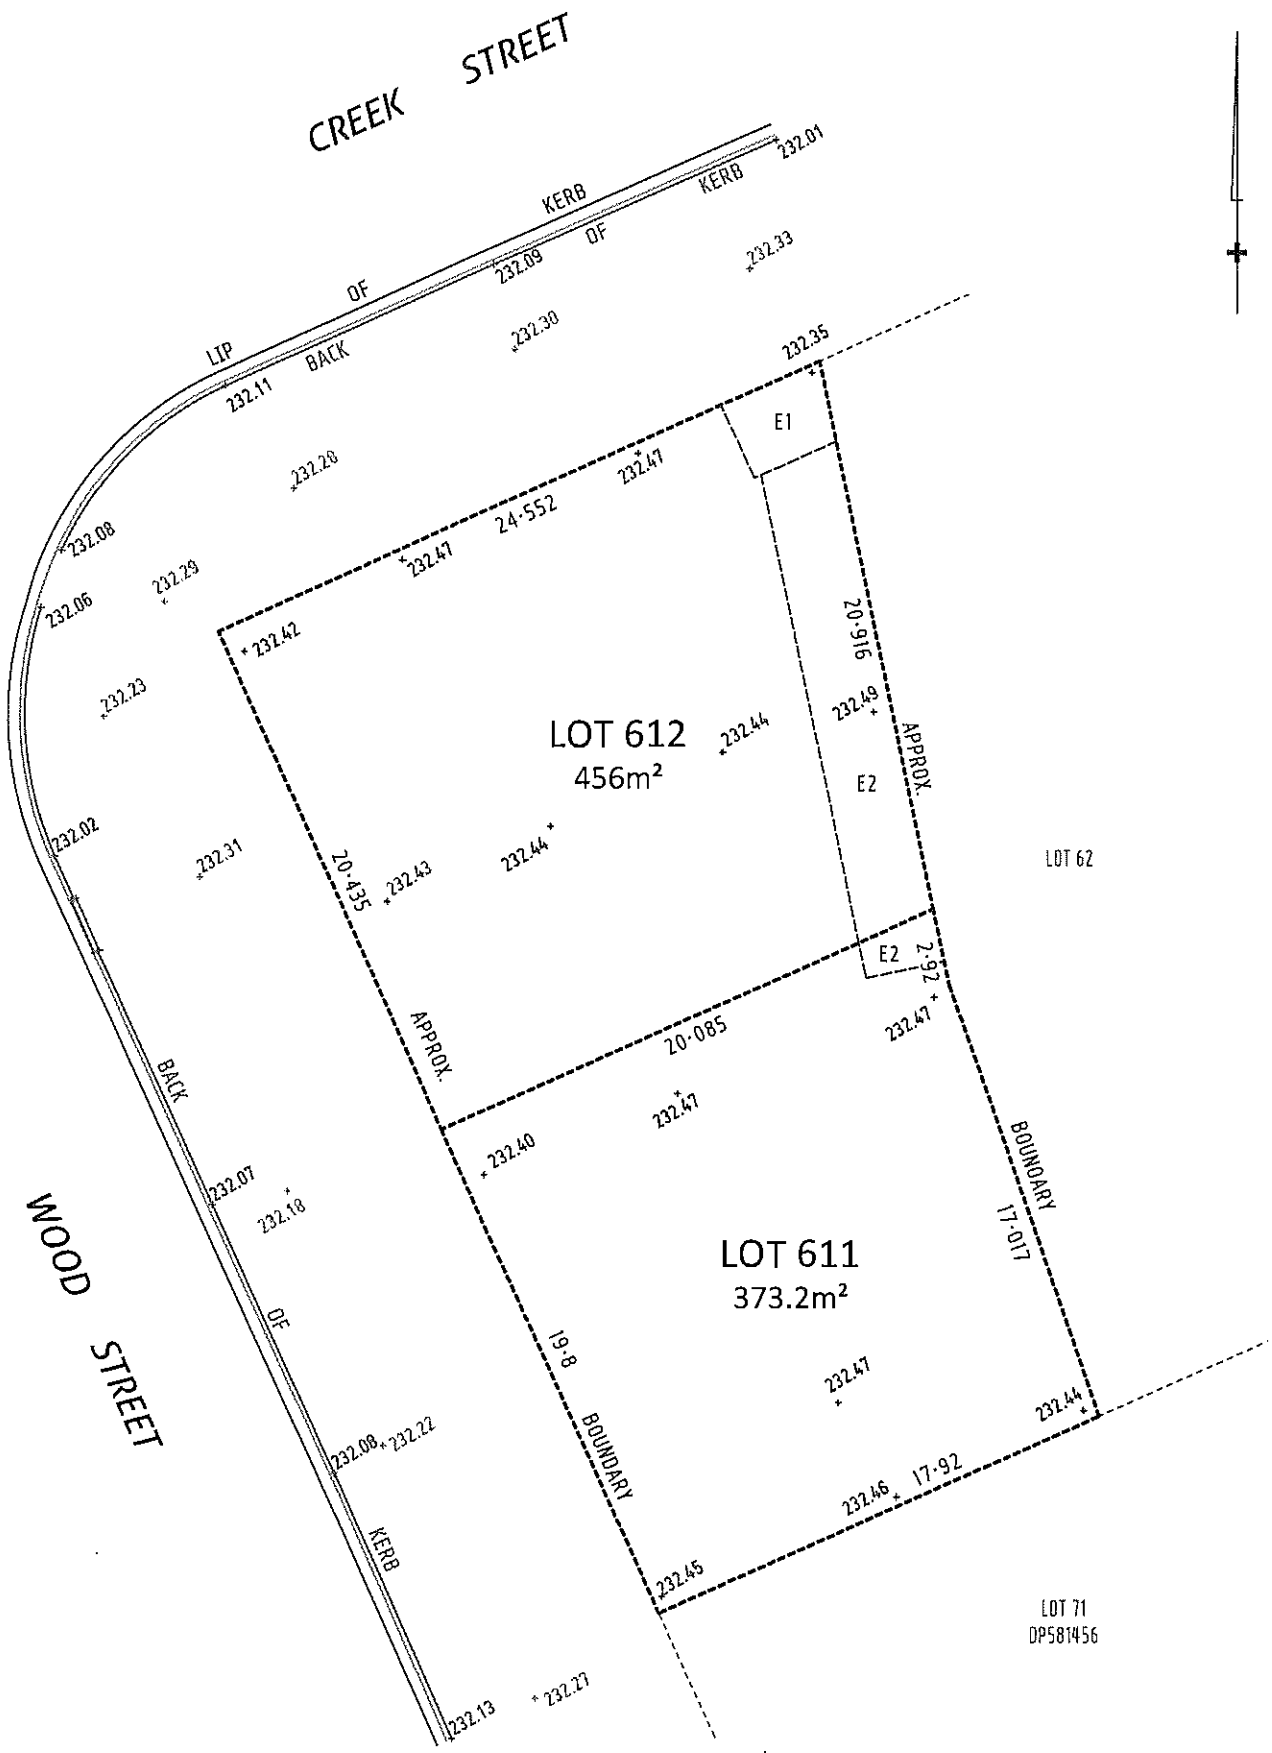 CREEK STREET
232.01
KERB
KERB
OF
232.33
232.09
OF
232.30
LIP
BACK
232.35
232.11
E1
232.28
232.47
24·552
232.08
232.47
232.29
232.06
20·916
232.42
232.23
232.49
LOT 612
456m²
232.44
APPROX.
E2
232.02
232.44
232.31
232.43
20·435
LOT 62
E2
2·92
APPROX.
20·085
232.47
BACK
232.47
232.40
BOUNDARY
232.07
232.18
WOOD STREET
17·017
LOT 611
373.2m²
OF
19·8
232.47
232.44
BOUNDARY
232.08
232.22
232.46
17·92
KERB
232.45
LOT 71
DP581456
232.27
232.13